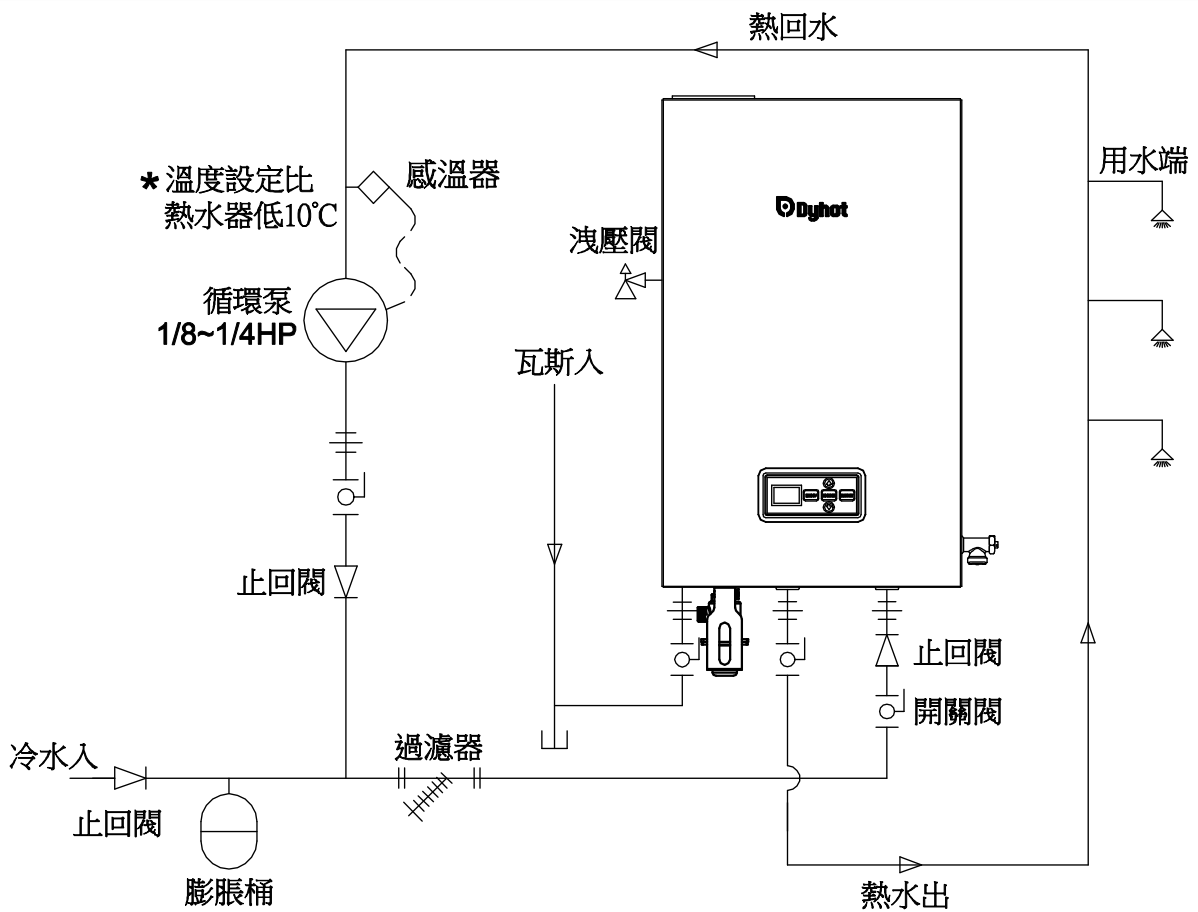 熱回水
用水端
感溫器
* 溫度設定比
熱水器低10℃
Dyhot
洩壓閥
循環泵
1/8~1/4HP
瓦斯入
止回閥
止回閥
開關閥
過濾器
冷水入
止回閥
膨脹桶
熱水出